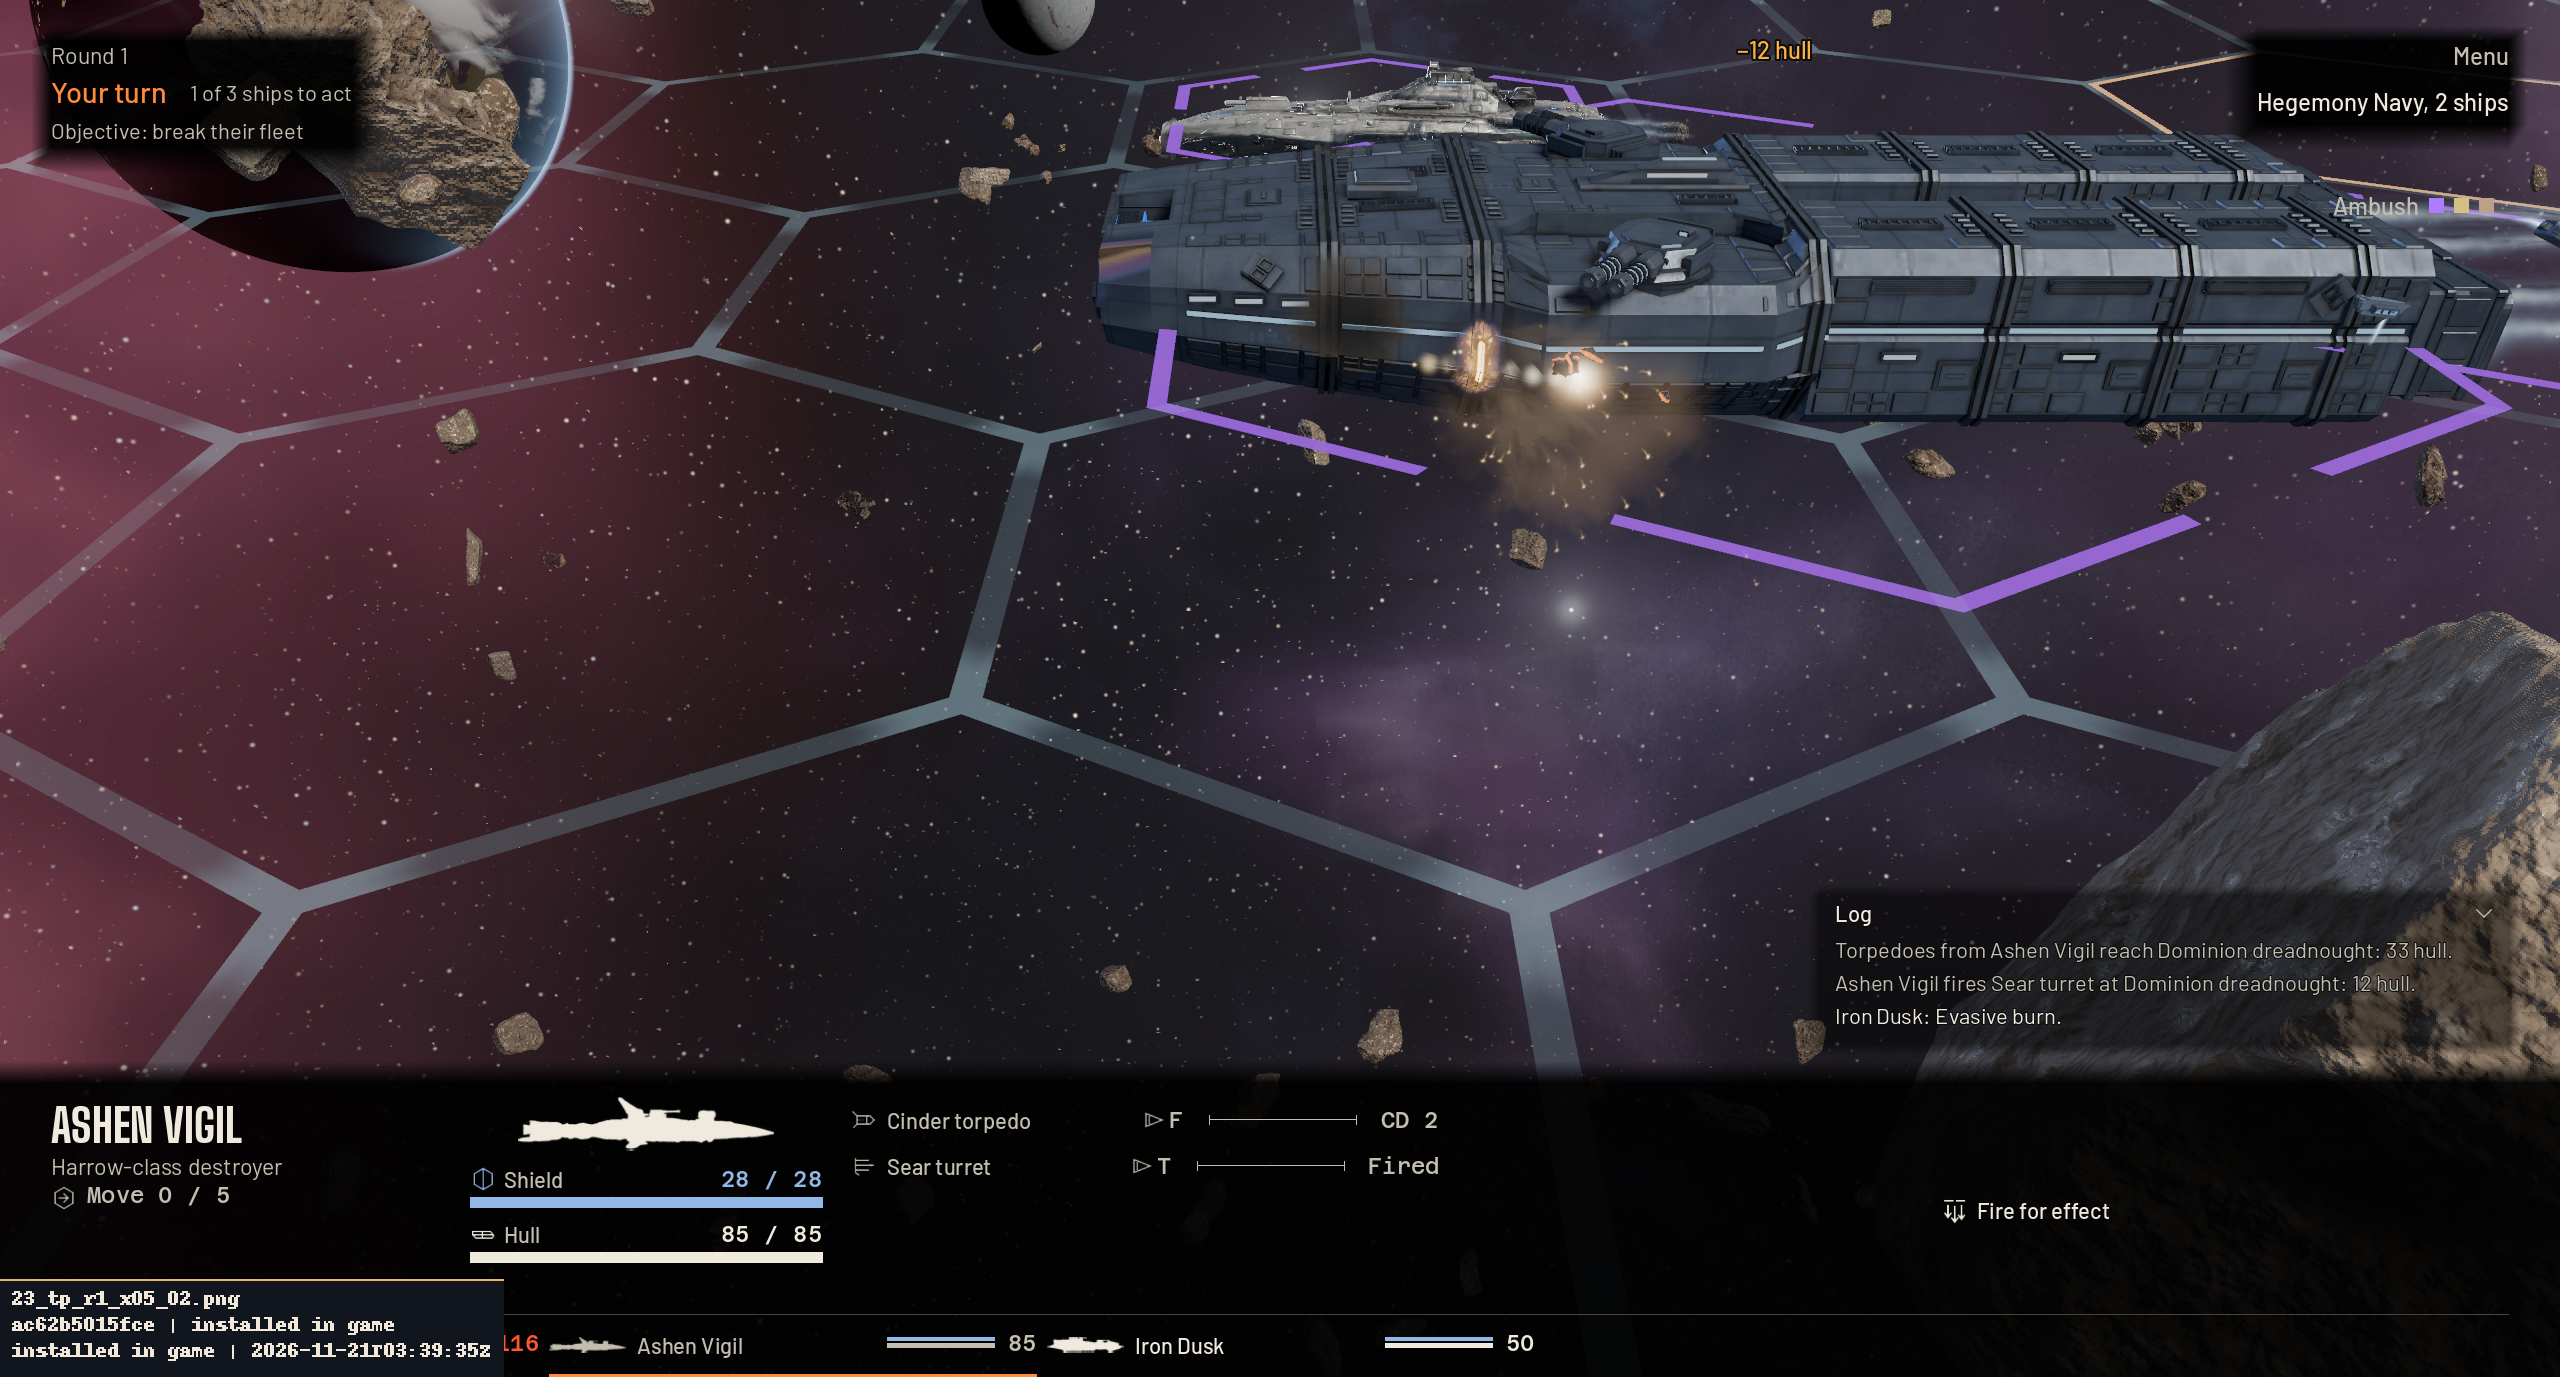 Round 1
Your turn 1 of 3 ships to act
Objective: break their fleet
−12 hull
Menu
Hegemony Navy, 2 ships
Ambush
Log
Torpedoes from Ashen Vigil reach Dominion dreadnought: 33 hull.
Ashen Vigil fires Sear turret at Dominion dreadnought: 12 hull.
Iron Dusk: Evasive burn.
ASHEN VIGIL
Harrow-class destroyer
Move 0 / 5
Shield 28 / 28
Hull 85 / 85
Cinder torpedo F CD 2
Sear turret T Fired
Fire for effect
23_tp_r1_x05_02.png
ac62b5015fce | installed in game
installed in game | 2026-11-21T03:39:35Z
116 Ashen Vigil 85 Iron Dusk 50